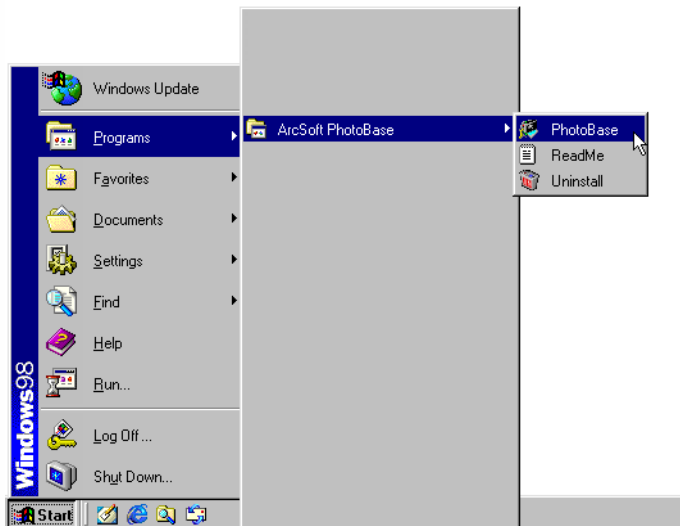 Windows Update
Programs
ArcSoft PhotoBase
PhotoBase
ReadMe
Uninstall
Favorites
Documents
Settings
Find
Help
Run...
Log Off...
Shut Down...
Windows98
Start